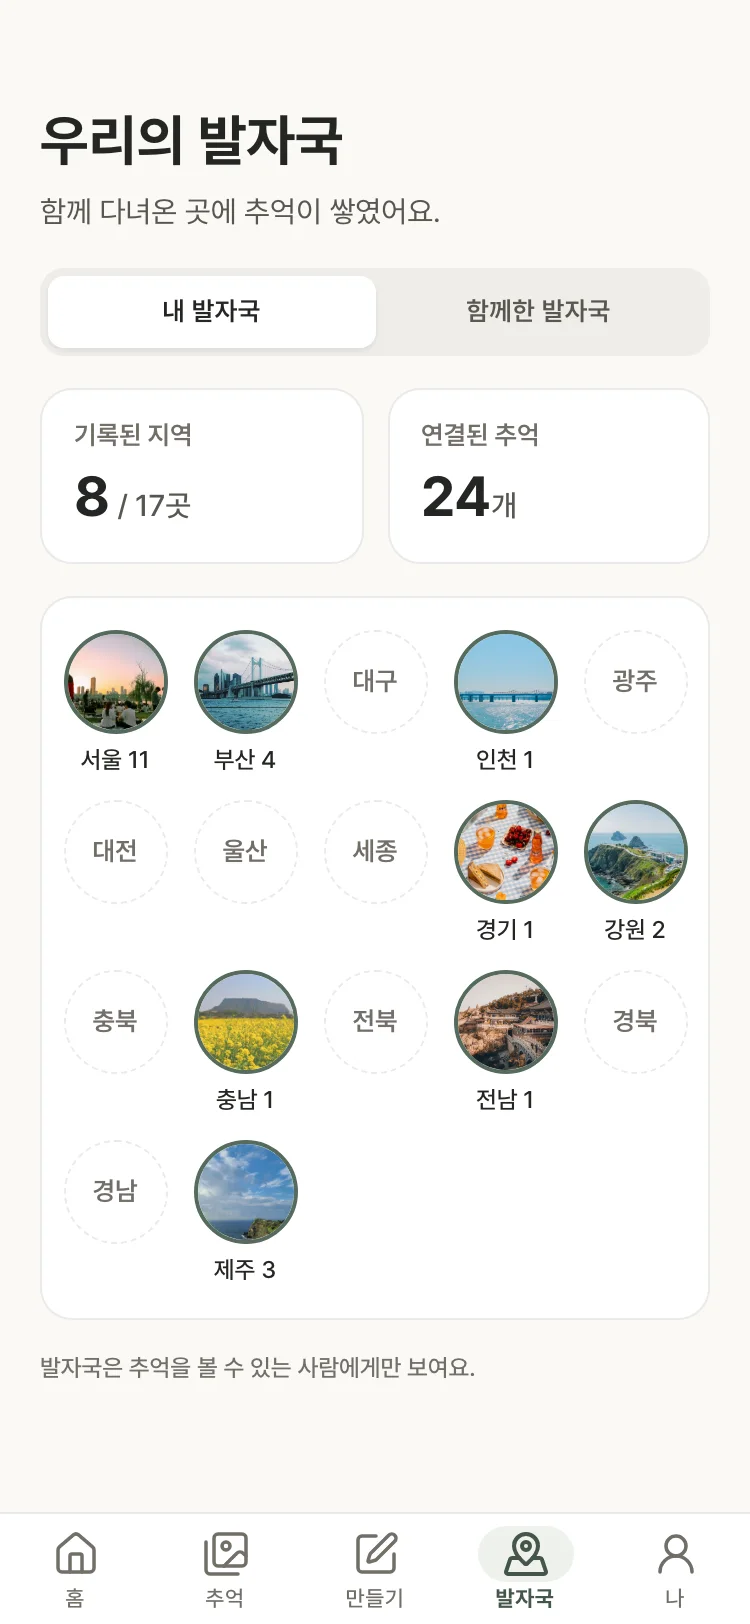 우리의 발자국
함께 다녀온 곳에 추억이 쌓였어요.
내 발자국 함께한 발자국
기록된 지역 연결된 추억
8 / 17곳 24개
대구 광주
서울 11 부산 4 인천 1
대전 울산 세종
경기 1 강원 2
충북 전북 경북
충남 1 전남 1
경남
제주 3
발자국은 추억을 볼 수 있는 사람에게만 보여요.
홈 추억 만들기 발자국 나